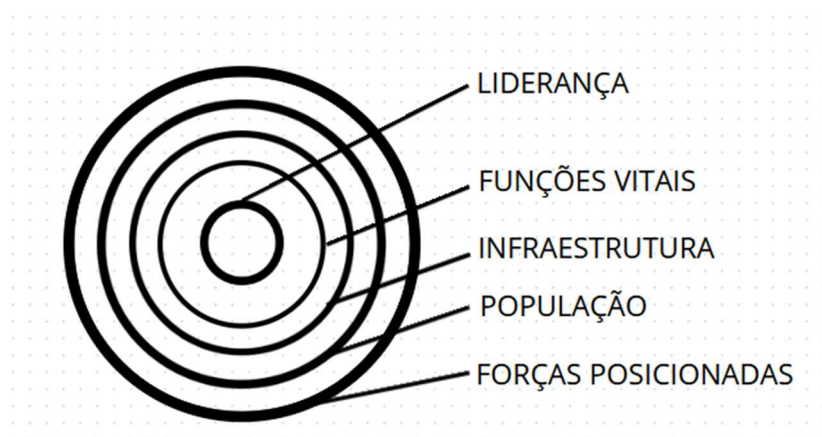 LIDERANÇA
FUNÇÕES VITAIS
INFRAESTRUTURA
POPULAÇÃO
FORÇAS POSICIONADAS